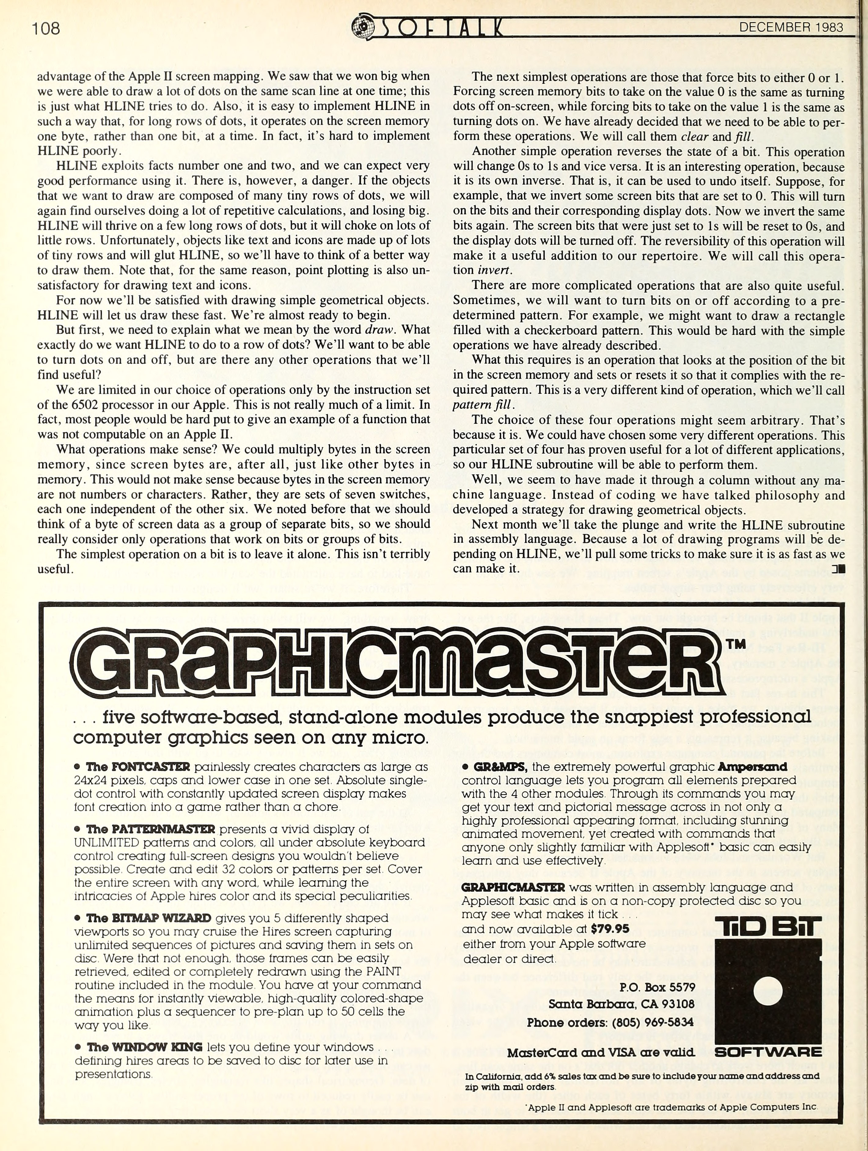 108
SOFTALK
DECEMBER 1983
advantage of the Apple II screen mapping. We saw that we won big when
we were able to draw a lot of dots on the same scan line at one time; this
is just what HLINE tries to do. Also, it is easy to implement HLINE in
such a way that, for long rows of dots, it operates on the screen memory
one byte, rather than one bit, at a time. In fact, it's hard to implement
HLINE poorly.
HLINE exploits facts number one and two, and we can expect very
good performance using it. There is, however, a danger. If the objects
that we want to draw are composed of many tiny rows of dots, we will
again find ourselves doing a lot of repetitive calculations, and losing big.
HLINE will thrive on a few long rows of dots, but it will choke on lots of
little rows. Unfortunately, objects like text and icons are made up of lots
of tiny rows and will glut HLINE, so we'll have to think of a better way
to draw them. Note that, for the same reason, point plotting is also un-
satisfactory for drawing text and icons.
For now we'll be satisfied with drawing simple geometrical objects.
HLINE will let us draw these fast. We're almost ready to begin.
But first, we need to explain what we mean by the word draw. What
exactly do we want HLINE to do to a row of dots? We'll want to be able
to turn dots on and off, but are there any other operations that we'll
find useful?
We are limited in our choice of operations only by the instruction set
of the 6502 processor in our Apple. This is not really much of a limit. In
fact, most people would be hard put to give an example of a function that
was not computable on an Apple II.
What operations make sense? We could multiply bytes in the screen
memory, since screen bytes are, after all, just like other bytes in
memory. This would not make sense because bytes in the screen memory
are not numbers or characters. Rather, they are sets of seven switches,
each one independent of the other six. We noted before that we should
think of a byte of screen data as a group of separate bits, so we should
really consider only operations that work on bits or groups of bits.
The simplest operation on a bit is to leave it alone. This isn't terribly
useful.
The next simplest operations are those that force bits to either 0 or 1.
Forcing screen memory bits to take on the value 0 is the same as turning
dots off on-screen, while forcing bits to take on the value 1 is the same as
turning dots on. We have already decided that we need to be able to per-
form these operations. We will call them clear and fill.
Another simple operation reverses the state of a bit. This operation
will change 0s to 1s and vice versa. It is an interesting operation, because
it is its own inverse. That is, it can be used to undo itself. Suppose, for
example, that we invert some screen bits that are set to 0. This will turn
on the bits and their corresponding display dots. Now we invert the same
bits again. The screen bits that were just set to 1s will be reset to 0s, and
the display dots will be turned off. The reversibility of this operation will
make it a useful addition to our repertoire. We will call this opera-
tion invert.
There are more complicated operations that are also quite useful.
Sometimes, we will want to turn bits on or off according to a pre-
determined pattern. For example, we might want to draw a rectangle
filled with a checkerboard pattern. This would be hard with the simple
operations we have already described.
What this requires is an operation that looks at the position of the bit
in the screen memory and sets or resets it so that it complies with the re-
quired pattern. This is a very different kind of operation, which we'll call
pattern fill.
The choice of these four operations might seem arbitrary. That's
because it is. We could have chosen some very different operations. This
particular set of four has proven useful for a lot of different applications,
so our HLINE subroutine will be able to perform them.
Well, we seem to have made it through a column without any ma-
chine language. Instead of coding we have talked philosophy and
developed a strategy for drawing geometrical objects.
Next month we'll take the plunge and write the HLINE subroutine
in assembly language. Because a lot of drawing programs will be de-
pending on HLINE, we'll pull some tricks to make sure it is as fast as we
can make it.
GRAPHICMASTER™
. . . five software-based, stand-alone modules produce the snappiest professional
computer graphics seen on any micro.
• The FONTCASTER painlessly creates characters as large as
24x24 pixels, caps and lower case in one set. Absolute single-
dot control with constantly updated screen display makes
font creation into a game rather than a chore.
• The PATTERNMASTER presents a vivid display of
UNLIMITED patterns and colors, all under absolute keyboard
control creating full-screen designs you wouldn't believe
possible. Create and edit 32 colors or patterns per set. Cover
the entire screen with any word, while learning the
intricacies of Apple hires color and its special peculiarities.
• The BITMAP WIZARD gives you 5 differently shaped
viewports so you may cruise the Hires screen capturing
unlimited sequences of pictures and saving them in sets on
disc. Were that not enough, those frames can be easily
retrieved, edited or completely redrawn using the PAINT
routine included in the module. You have at your command
the means for instantly viewable, high-quality colored-shape
animation plus a sequencer to pre-plan up to 50 cells the
way you like.
• The WINDOW KING lets you define your windows . . .
defining hires areas to be saved to disc for later use in
presentations.
• GR&MPS, the extremely powerful graphic Ampersand
control language lets you program all elements prepared
with the 4 other modules. Through its commands you may
get your text and pictorial message across in not only a
highly professional appearing format, including stunning
animated movement, yet created with commands that
anyone only slightly familiar with Applesoft* basic can easily
learn and use effectively.
GRAPHICMASTER was written in assembly language and
Applesoft basic and is on a non-copy protected disc so you
may see what makes it tick . . .
and now available at $79.95
either from your Apple software
dealer or direct.
P.O. Box 5579
Santa Barbara, CA 93108
Phone orders: (805) 969-5834
MasterCard and VISA are valid.
TiD BiT
SOFTWARE
In California, add 6% sales tax and be sure to include your name and address and
zip with mail orders.
*Apple II and Applesoft are trademarks of Apple Computers Inc.